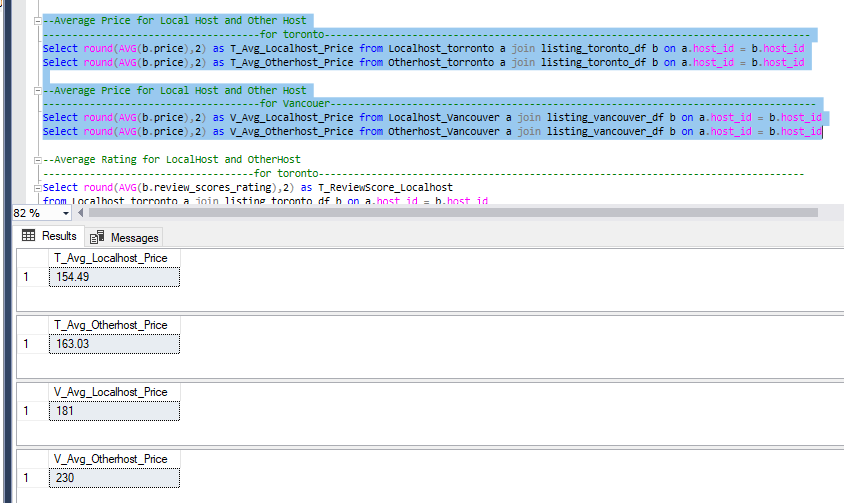 --Average Price for Local Host and Other Host
-----------------------------------for toronto--------------------------------------------------------------------------------
Select round(AVG(b.price),2) as T_Avg_Localhost_Price from Localhost_torronto a join listing_toronto_df b on a.host_id = b.host_id
Select round(AVG(b.price),2) as T_Avg_Otherhost_Price from Otherhost_torronto a join listing_toronto_df b on a.host_id = b.host_id
--Average Price for Local Host and Other Host
-----------------------------------for Vancouer--------------------------------------------------------------------------------
Select round(AVG(b.price),2) as V_Avg_Localhost_Price from Localhost_Vancouver a join listing_vancouver_df b on a.host_id = b.host_id
Select round(AVG(b.price),2) as V_Avg_Otherhost_Price from Otherhost_Vancouver a join listing_vancouver_df b on a.host_id = b.host_id
--Average Rating for LocalHost and OtherHost
-----------------------------------for toronto--------------------------------------------------------------------------------
Select round(AVG(b.review_scores_rating),2) as T_ReviewScore_Localhost
from Localhost_torronto a join listing_toronto_df b on a.host_id = b.host_id
82 %
Results Messages
T_Avg_Localhost_Price
1 154.49
T_Avg_Otherhost_Price
1 163.03
V_Avg_Localhost_Price
1 181
V_Avg_Otherhost_Price
1 230